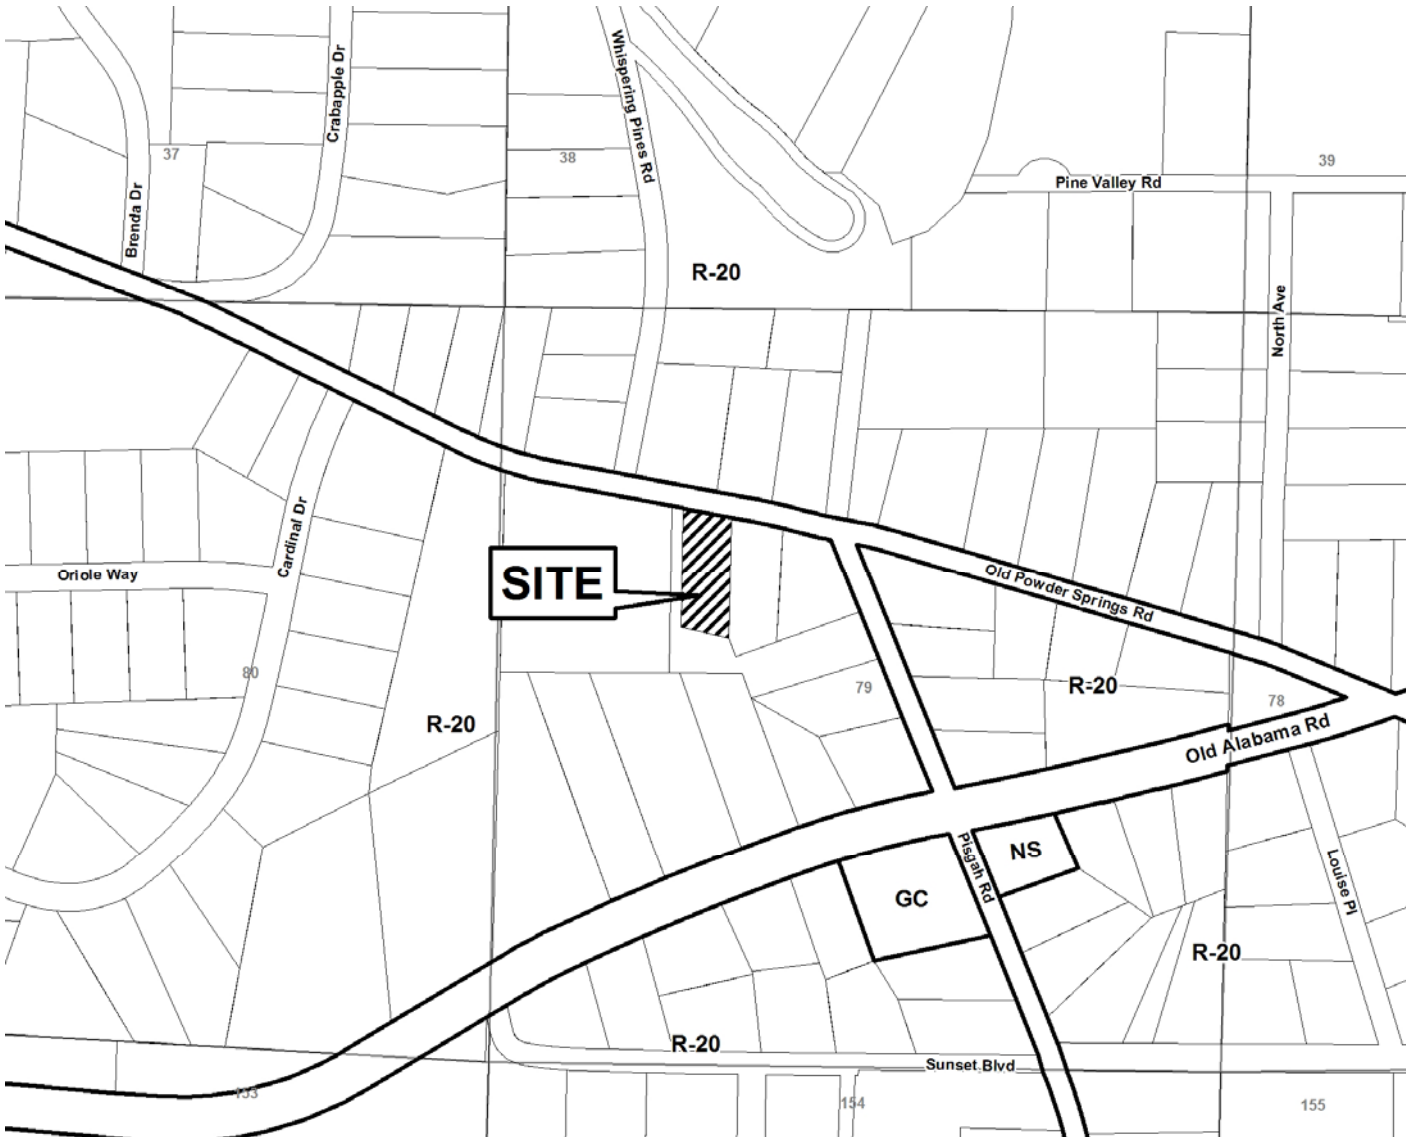 Whispering Pines Rd
Crabapple Dr
37
38
39
Pine Valley Rd
Brenda Dr
R-20
North Ave
Cardinal Dr
Oriole Way
SITE
Old Powder Springs Rd
80
79
R-20
78
R-20
Old Alabama Rd
Pisgah Rd
NS
GC
Louise Pl
R-20
R-20
Sunset Blvd
153
154
155